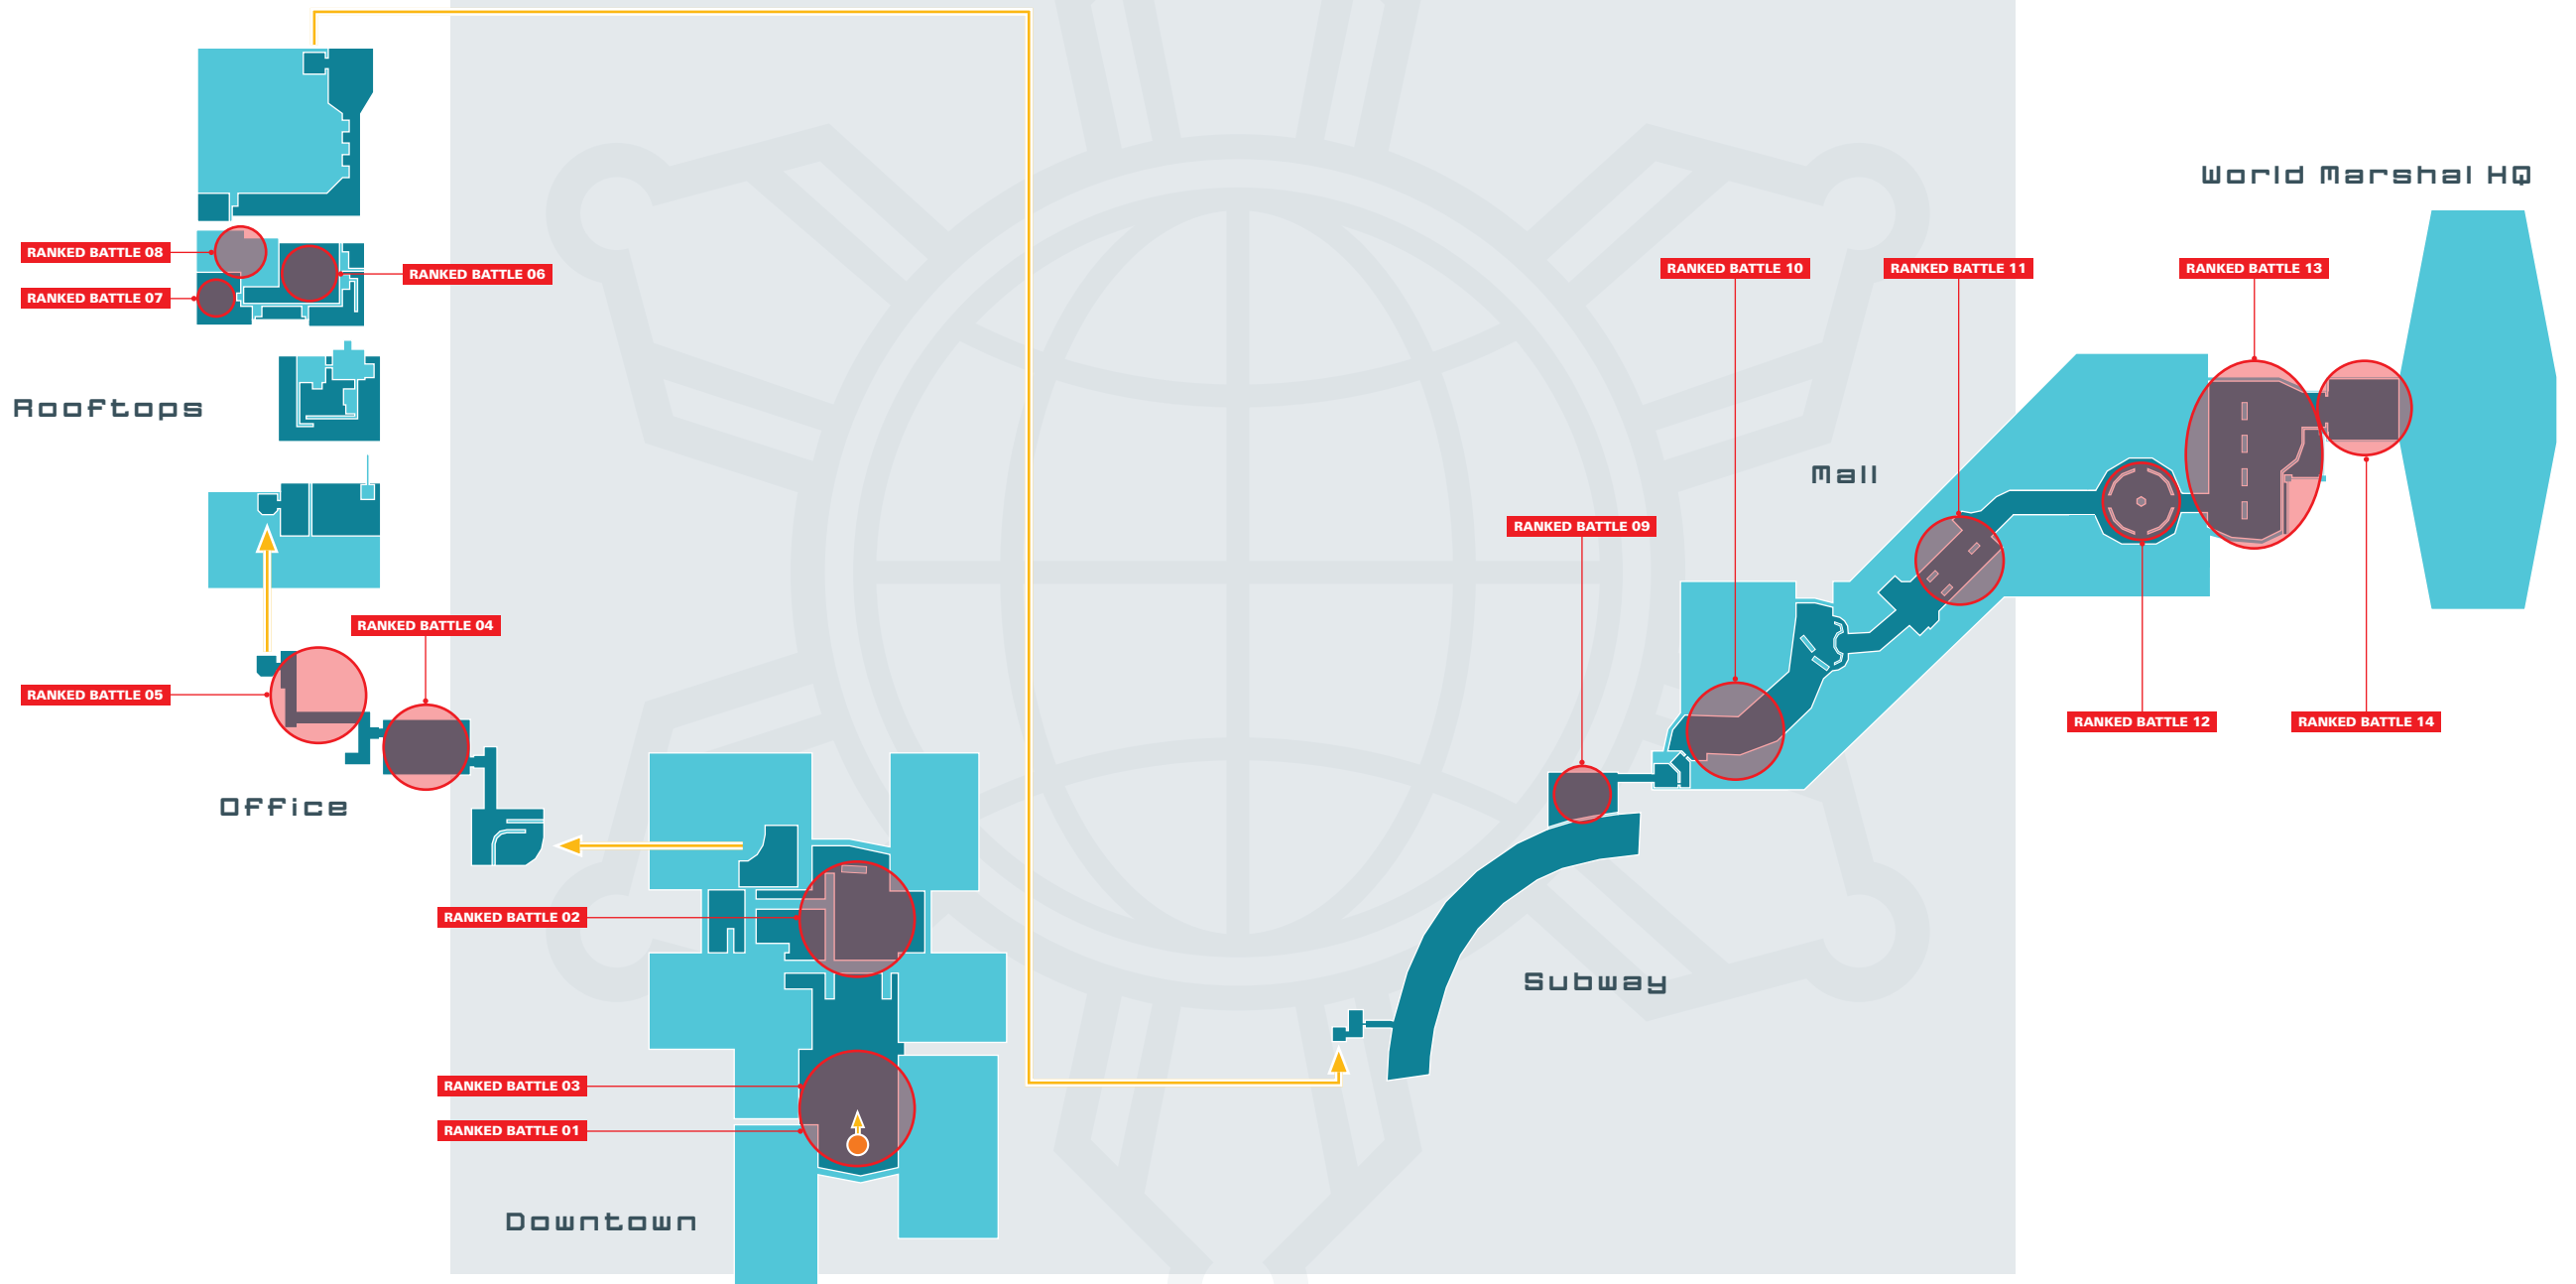 World Marshal HQ
RANKED BATTLE 08
RANKED BATTLE 06
RANKED BATTLE 07
RANKED BATTLE 10
RANKED BATTLE 11
RANKED BATTLE 13
Rooftops
Mall
RANKED BATTLE 09
RANKED BATTLE 04
RANKED BATTLE 05
RANKED BATTLE 12
RANKED BATTLE 14
Office
RANKED BATTLE 02
Subway
RANKED BATTLE 03
RANKED BATTLE 01
Downtown